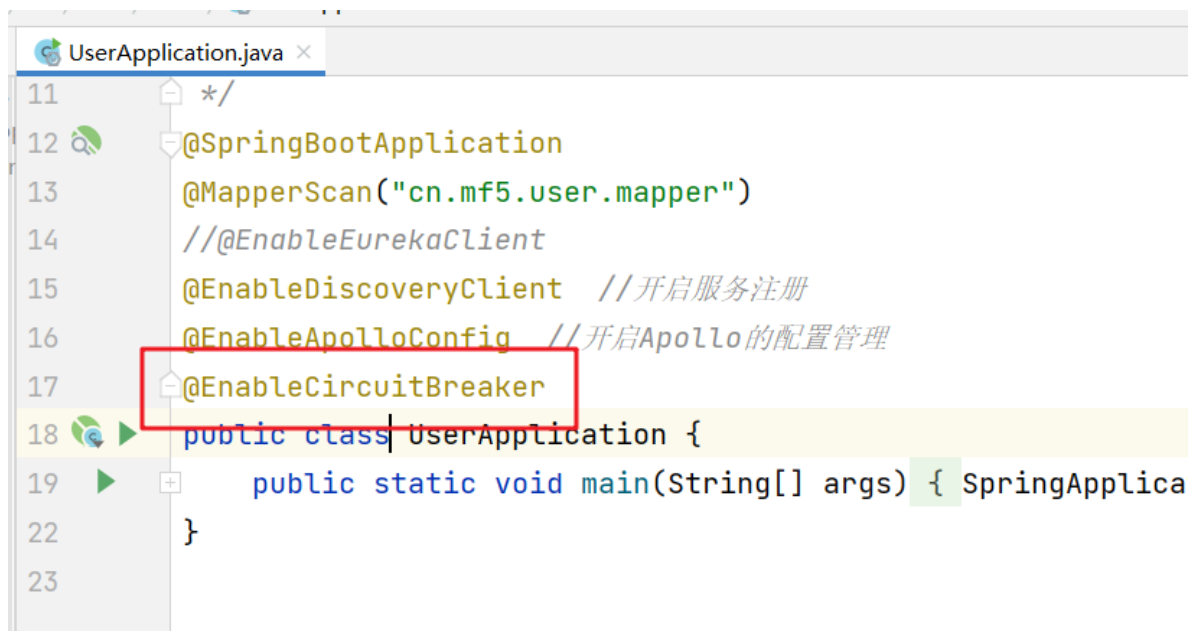 UserApplication.java
11 */
12 @SpringBootApplication
13 @MapperScan("cn.mf5.user.mapper")
14 //@EnableEurekaClient
15 @EnableDiscoveryClient //开启服务注册
16 @EnableApolloConfig //开启Apollo的配置管理
17 @EnableCircuitBreaker
18 public class UserApplication {
19 public static void main(String[] args) { SpringApplica
22 }
23